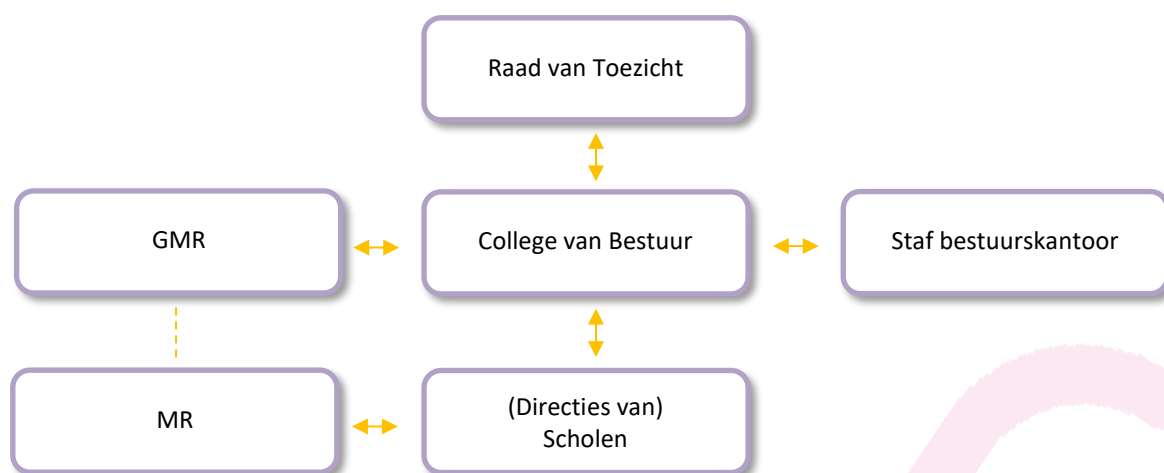 Raad van Toezicht
GMR
College van Bestuur
Staf bestuurskantoor
MR
(Directies van)
Scholen